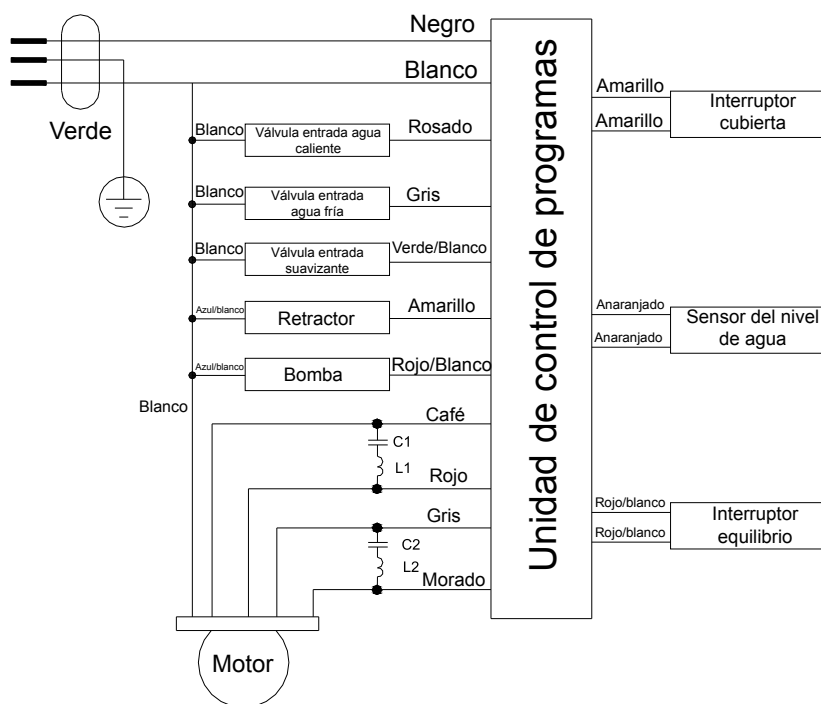 Negro
Blanco
Verde
Blanco
Válvula entrada agua
caliente
Rosado
Blanco
Válvula entrada
agua fría
Gris
Blanco
Válvula entrada
suavizante
Verde/Blanco
Azul/blanco
Retractor
Amarillo
Azul/blanco
Bomba
Rojo/Blanco
Blanco
Café
C1
L1
Rojo
Gris
C2
L2
Morado
Motor
Unidad de control de programas
Amarillo
Amarillo
Interruptor
cubierta
Anaranjado
Anaranjado
Sensor del nivel
de agua
Rojo/blanco
Rojo/blanco
Interruptor
equilibrio